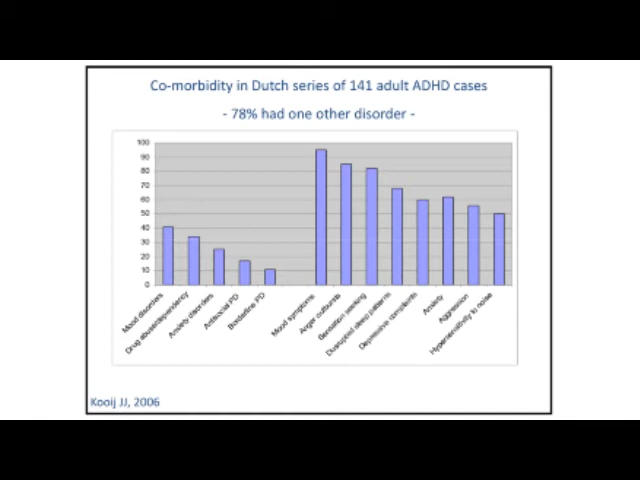 Co-morbidity in Dutch series of 141 adult ADHD cases
- 78% had one other disorder -
100
90
80
70
60
50
40
30
20
10
0
Mood disorders
Drug abuse/dependency
Anxiety disorders
Antisocial PD
Borderline PD
Mood symptoms
Anger outbursts
Sensation seeking
Disrupted sleep patterns
Depressive complaints
Anxiety
Aggression
Hypersensitivity to noise
Kooij JJ, 2006